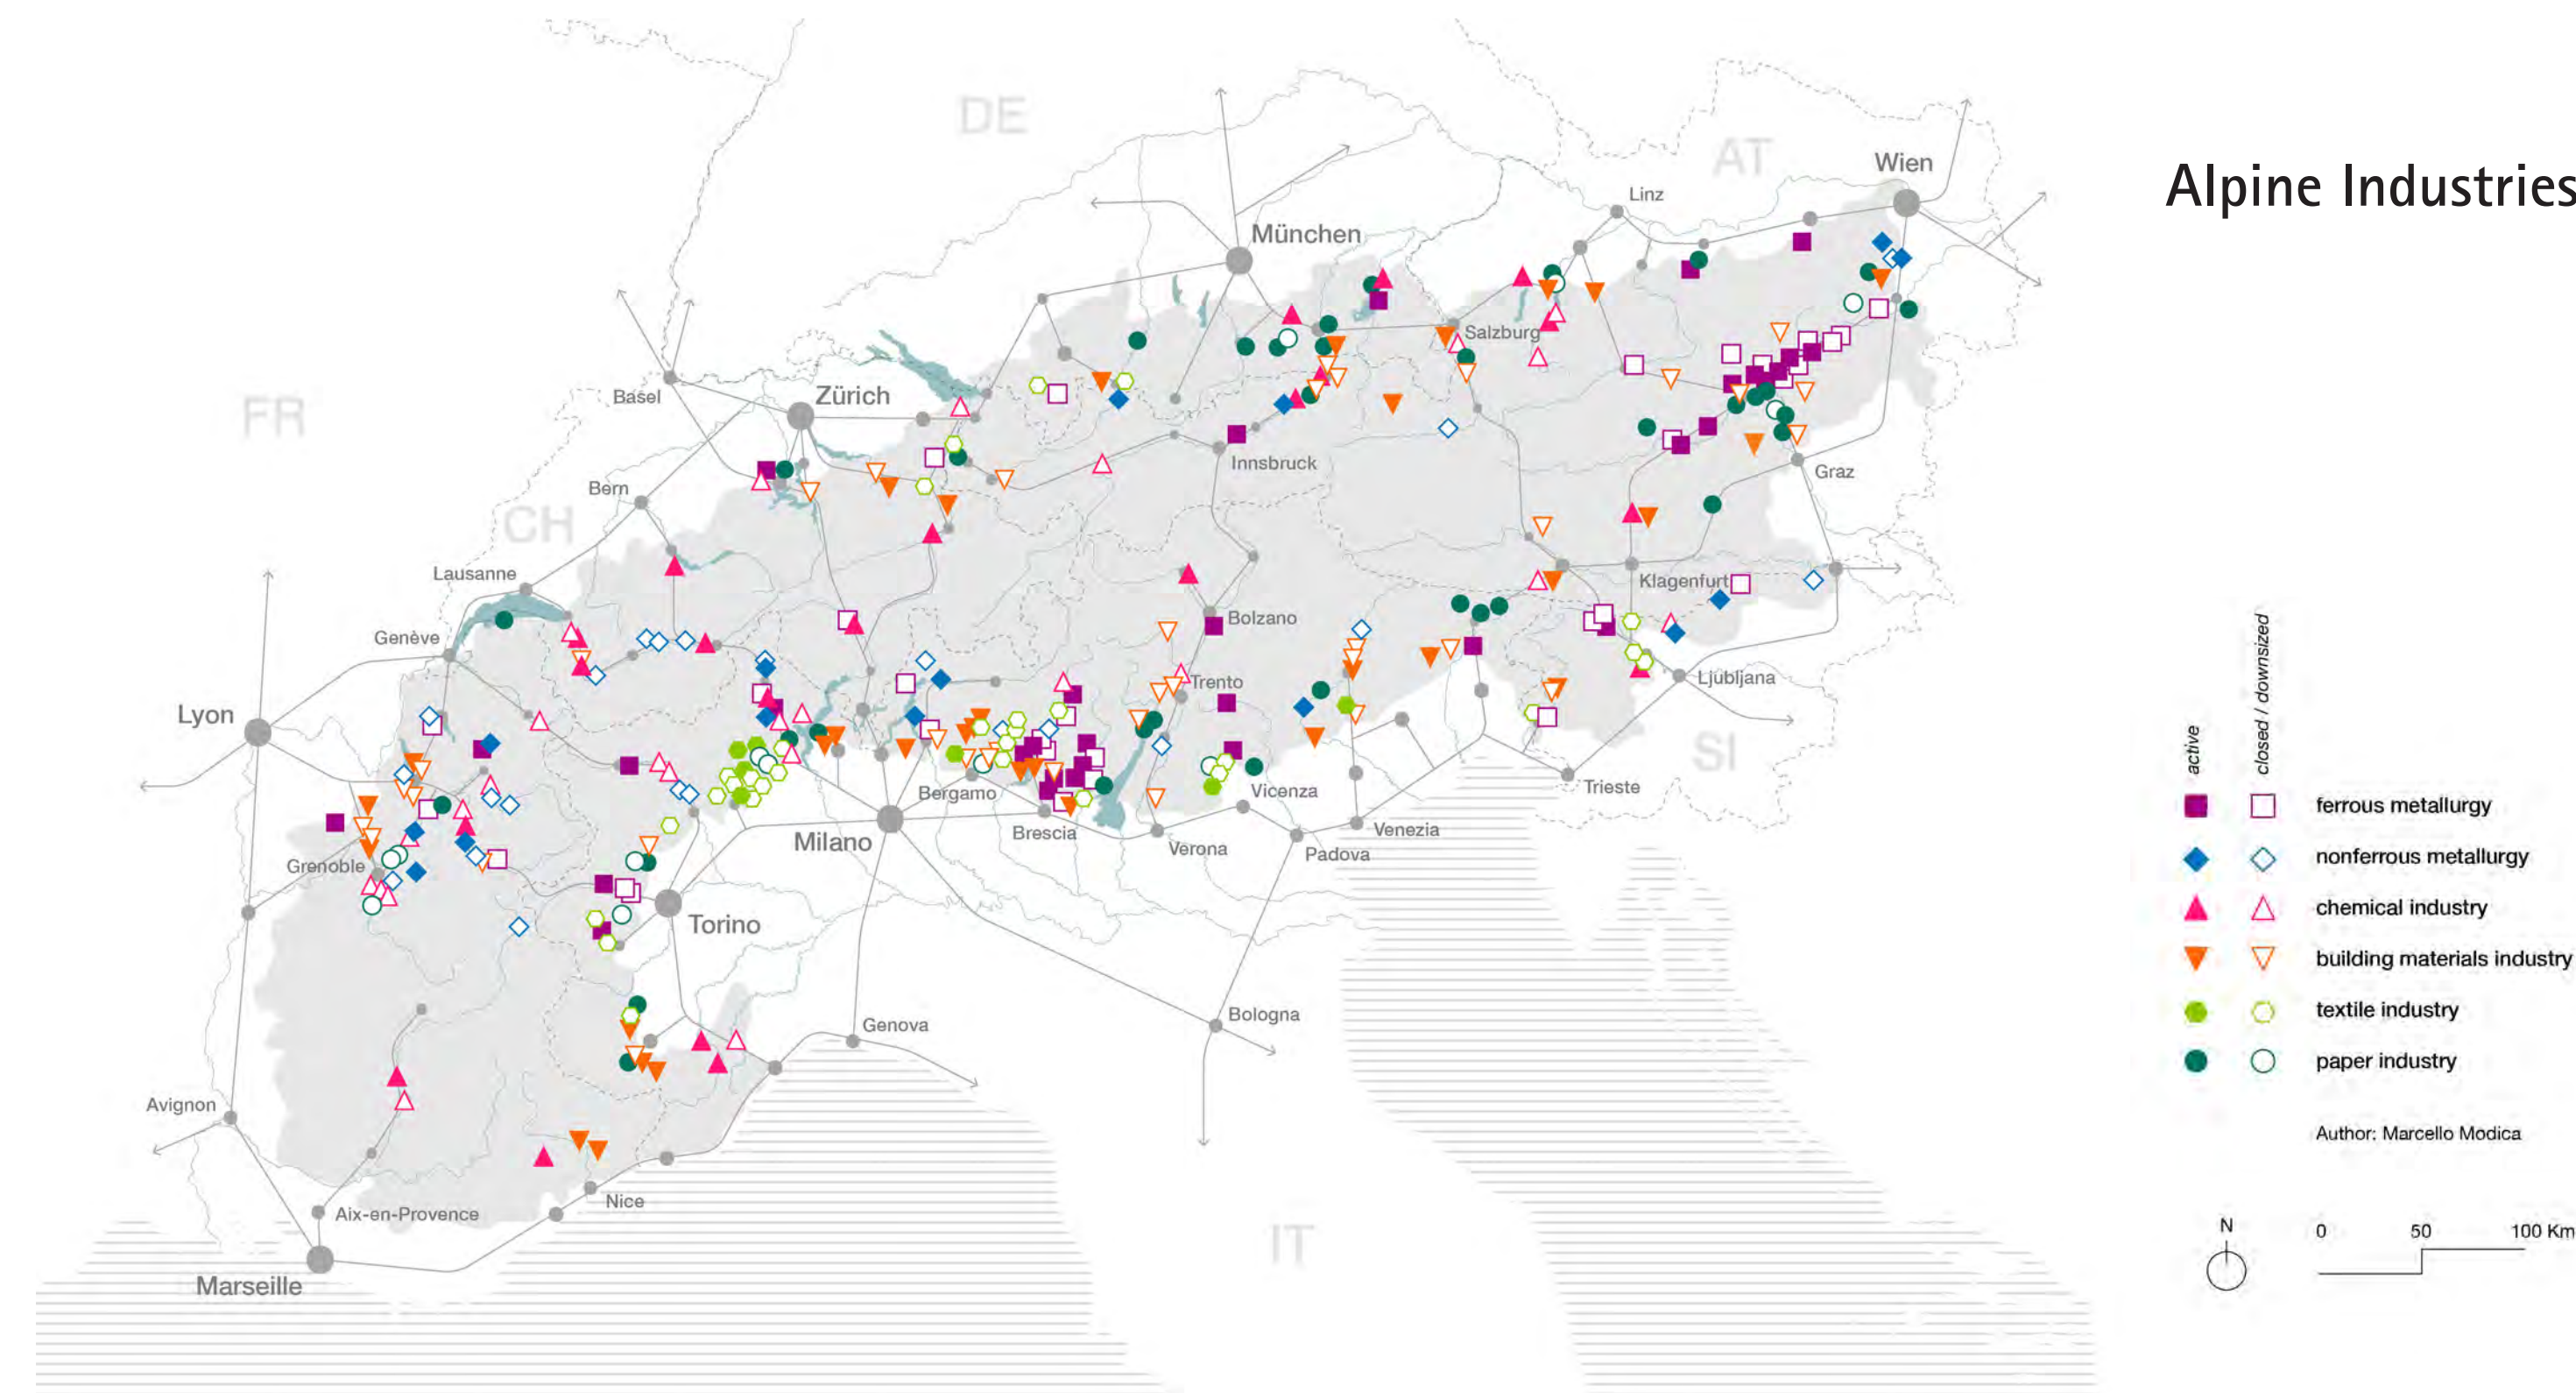 DE
AT
Wien
Alpine Industries
Linz
München
Salzburg
FR
Basel
Zürich
Innsbruck
Graz
Bern
CH
Lausanne
Klagenfurt
Bolzano
Genève
Trento
Ljubljana
Lyon
SI
Trieste
Bergamo
Vicenza
Milano
Brescia
Venezia
Verona
Padova
Grenoble
Torino
Bologna
Genova
Avignon
Nice
Aix-en-Provence
IT
Marseille
active
closed / downsized
ferrous metallurgy
nonferrous metallurgy
chemical industry
building materials industry
textile industry
paper industry
Author: Marcello Modica
N
0 50 100 Km